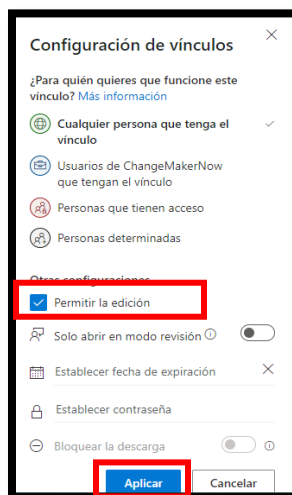 Configuración de vínculos
¿Para quién quieres que funcione este
vínculo? Más información
Cualquier persona que tenga el
vínculo
Usuarios de ChangeMakerNow
que tengan el vínculo
Personas que tienen acceso
Personas determinadas
Otras configuraciones
Permitir la edición
Solo abrir en modo revisión
Establecer fecha de expiración
Establecer contraseña
Bloquear la descarga
Aplicar Cancelar